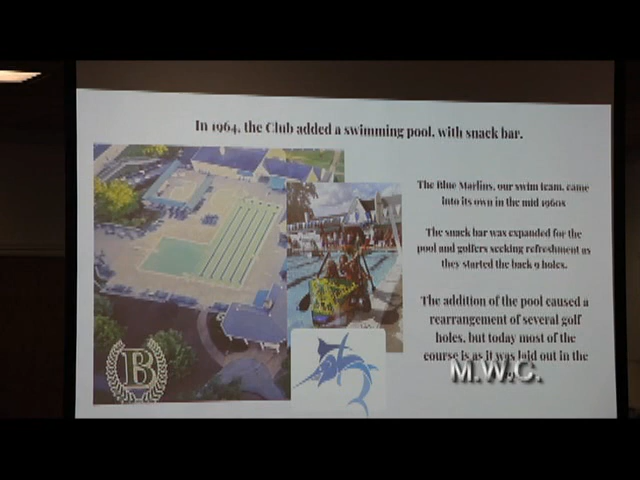 In 1964, the Club added a swimming pool, with snack bar.
The Blue Marlins, our swim team, came
into its own in the mid 1960s
The snack bar was expanded for the
pool and golfers seeking refreshment as
they started the back 9 holes.
The addition of the pool caused a
rearrangement of several golf
holes, but today most of the
course is as it was laid out in the
M.W.C.
B